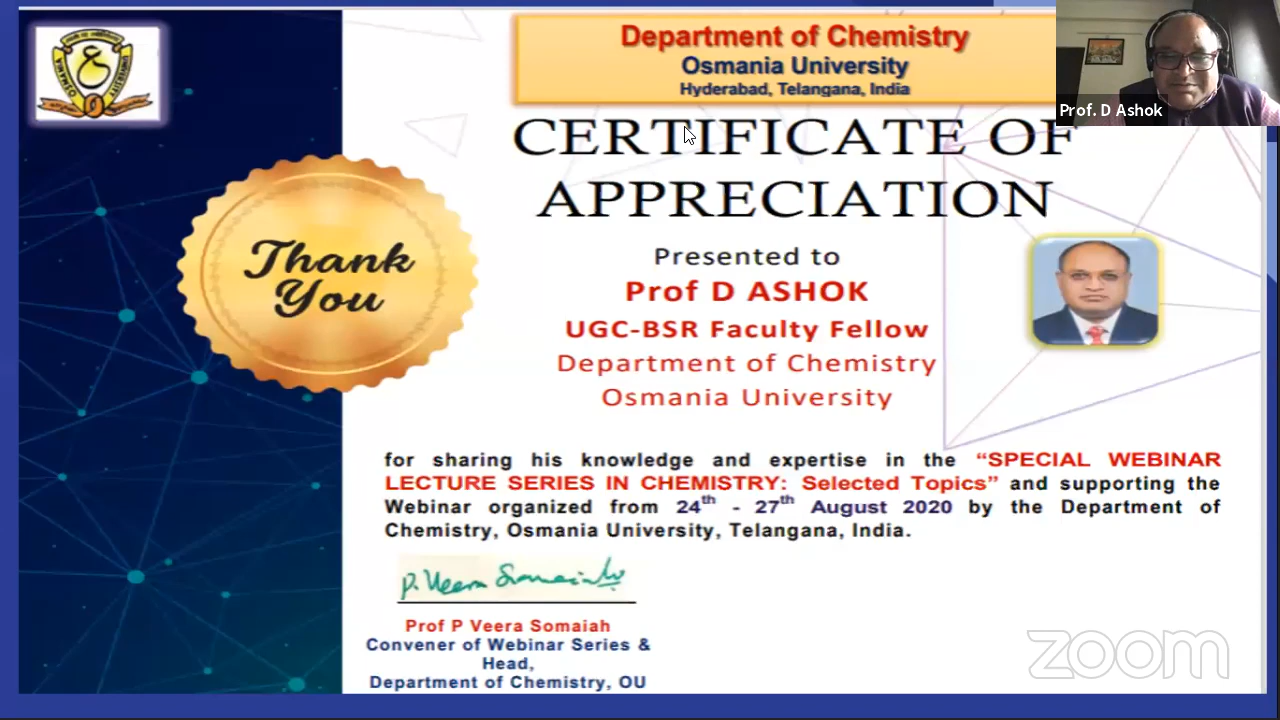 Department of Chemistry
Osmania University
Hyderabad, Telangana, India
Prof. D Ashok
CERTIFICATE OF
APPRECIATION
Thank
You
Presented to
Prof D ASHOK
UGC-BSR Faculty Fellow
Department of Chemistry
Osmania University
for sharing his knowledge and expertise in the “SPECIAL WEBINAR
LECTURE SERIES IN CHEMISTRY: Selected Topics” and supporting the
Webinar organized from 24th - 27th August 2020 by the Department of
Chemistry, Osmania University, Telangana, India.
P. Veera Somaiah
Prof P Veera Somaiah
Convener of Webinar Series &
Head,
Department of Chemistry, OU
zoom